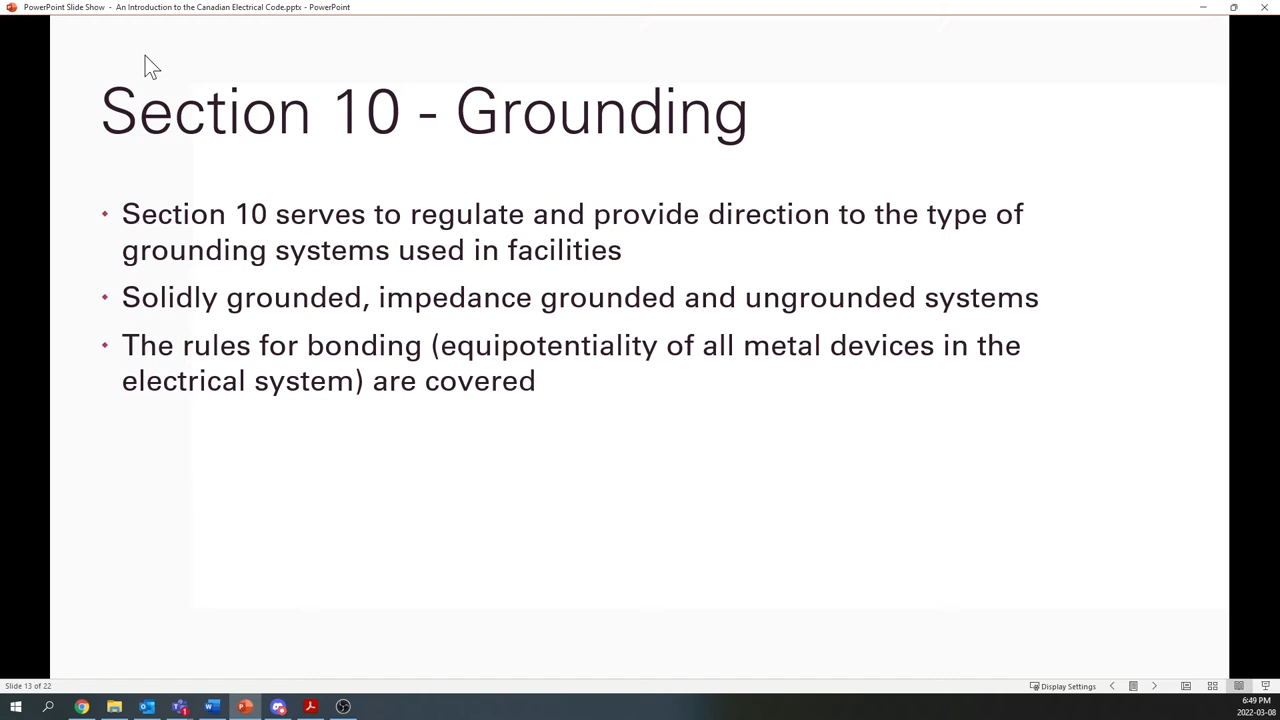 PowerPoint Slide Show - An Introduction to the Canadian Electrical Code.pptx - PowerPoint
Section 10 - Grounding
• Section 10 serves to regulate and provide direction to the type of
grounding systems used in facilities
• Solidly grounded, impedance grounded and ungrounded systems
• The rules for bonding (equipotentiality of all metal devices in the
electrical system) are covered
Slide 13 of 22
Display Settings
6:49 PM
2022-03-08